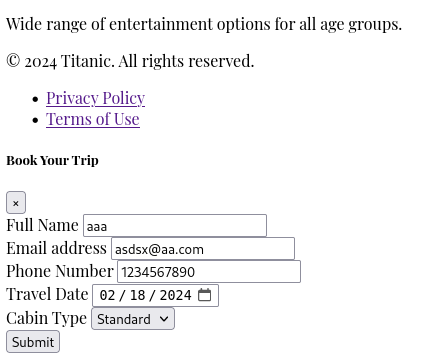 Wide range of entertainment options for all age groups.
© 2024 Titanic. All rights reserved.
Privacy Policy
Terms of Use
Book Your Trip
×
Full Name aaa
Email address asdsx@aa.com
Phone Number 1234567890
Travel Date 02/18/2024
Cabin Type Standard
Submit